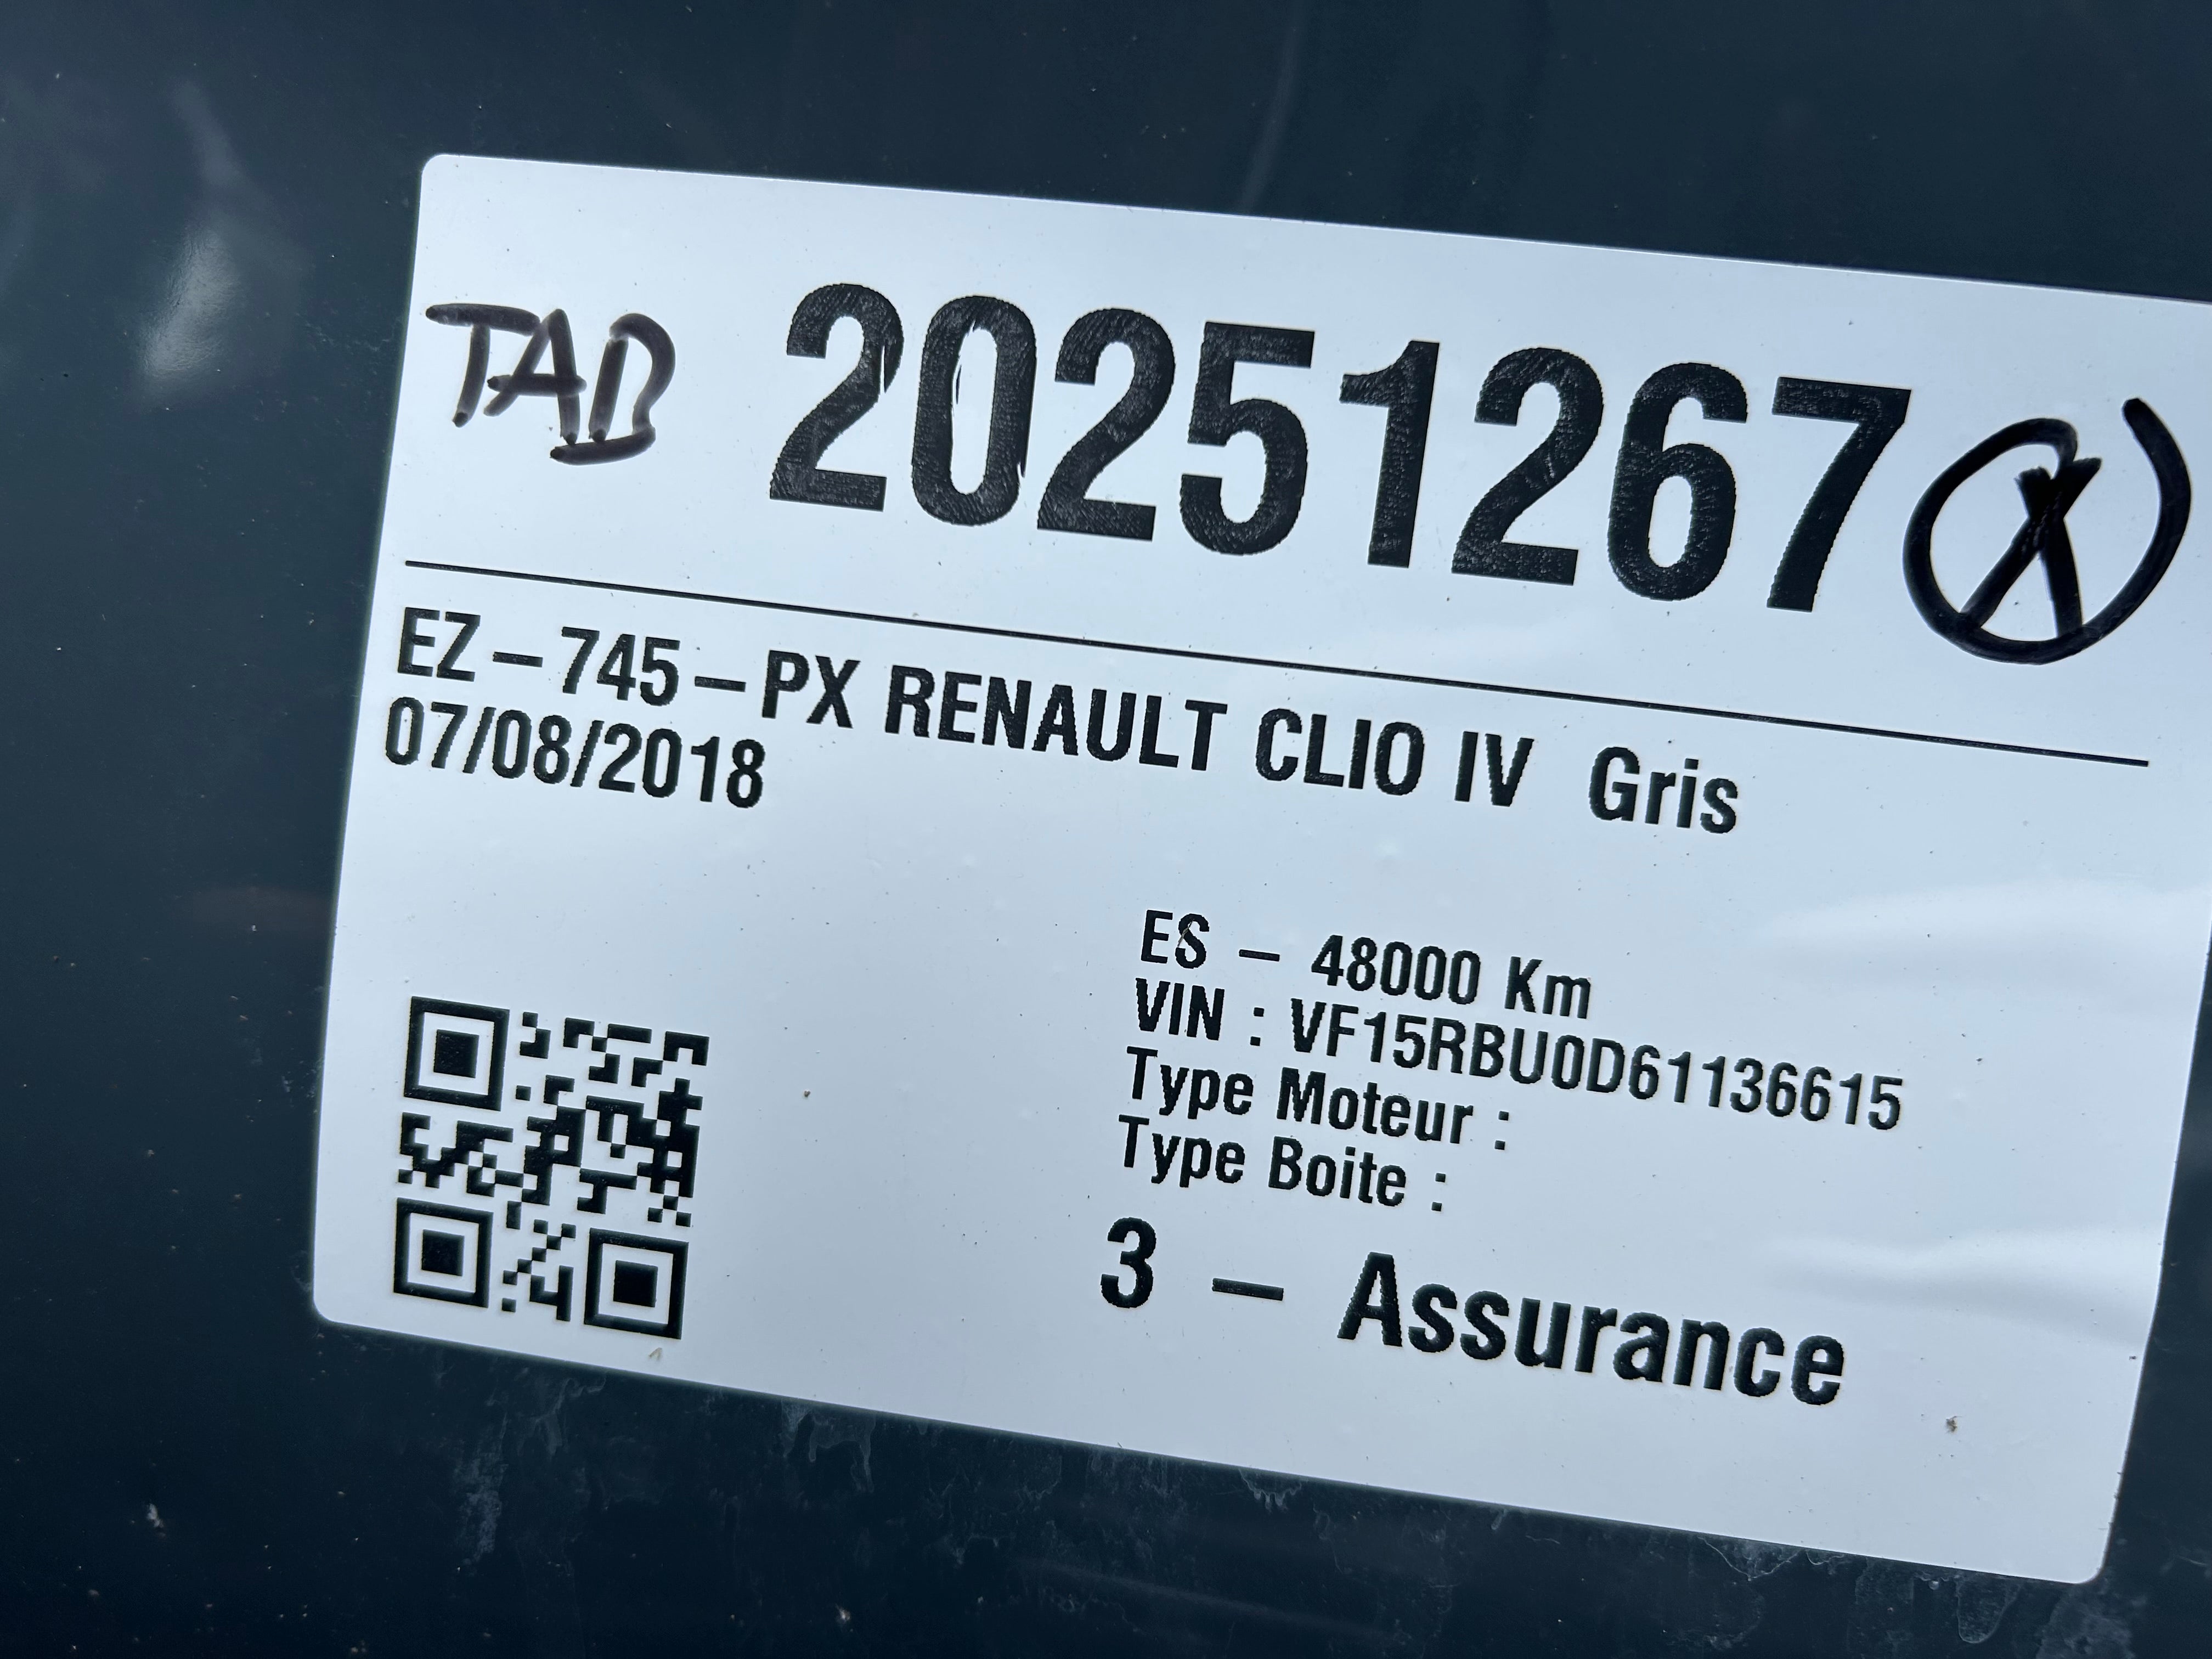 TAB 20251267 X
EZ-745-PX RENAULT CLIO IV Gris
07/08/2018
ES - 48000 Km
VIN : VF15RBU0D61136615
Type Moteur :
Type Boite :
3 - Assurance